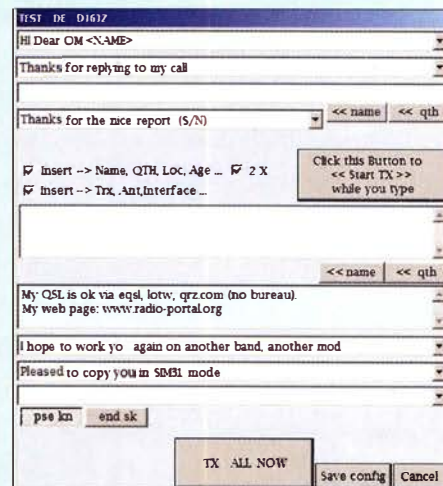 TEST DE D1632
HI Dear OM <NAME>
Thanks for replying to my call
Thanks for the nice report (S/N)
<< name << qth
Insert --> Name, QTH, Loc, Age ... 2 X
Insert --> Trx, Ant,Interface ...
Click this Button to
<< Start TX >>
while you type
<< name << qth
My QSL is ok via eqsl, lotw, qrz.com (no bureau).
My web page: www.radio-portal.org
I hope to work yo again on another band, another mod
Pleased to copy you in SIM31 mode
pse kn end sk
TX ALL NOW
Save config Cancel